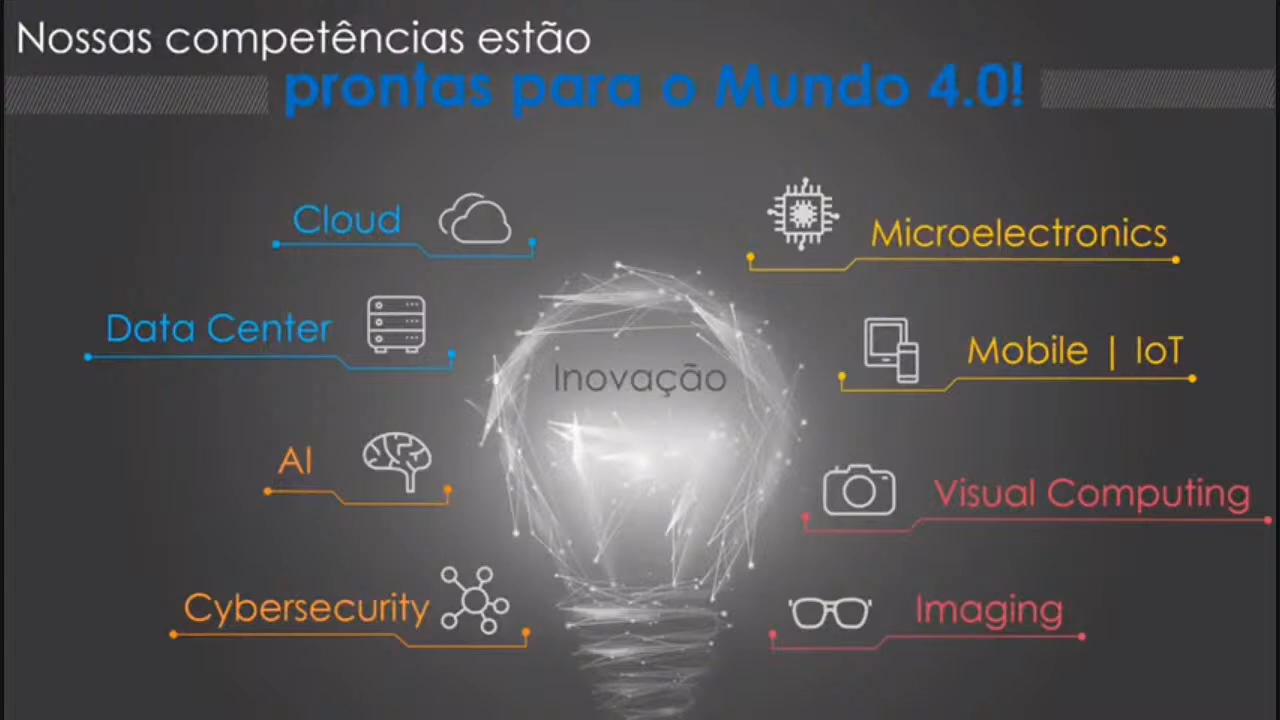 Nossas competências estão
prontas para o Mundo 4.0!
Cloud
Microelectronics
Data Center
Mobile | IoT
Inovação
AI
Visual Computing
Cybersecurity
Imaging